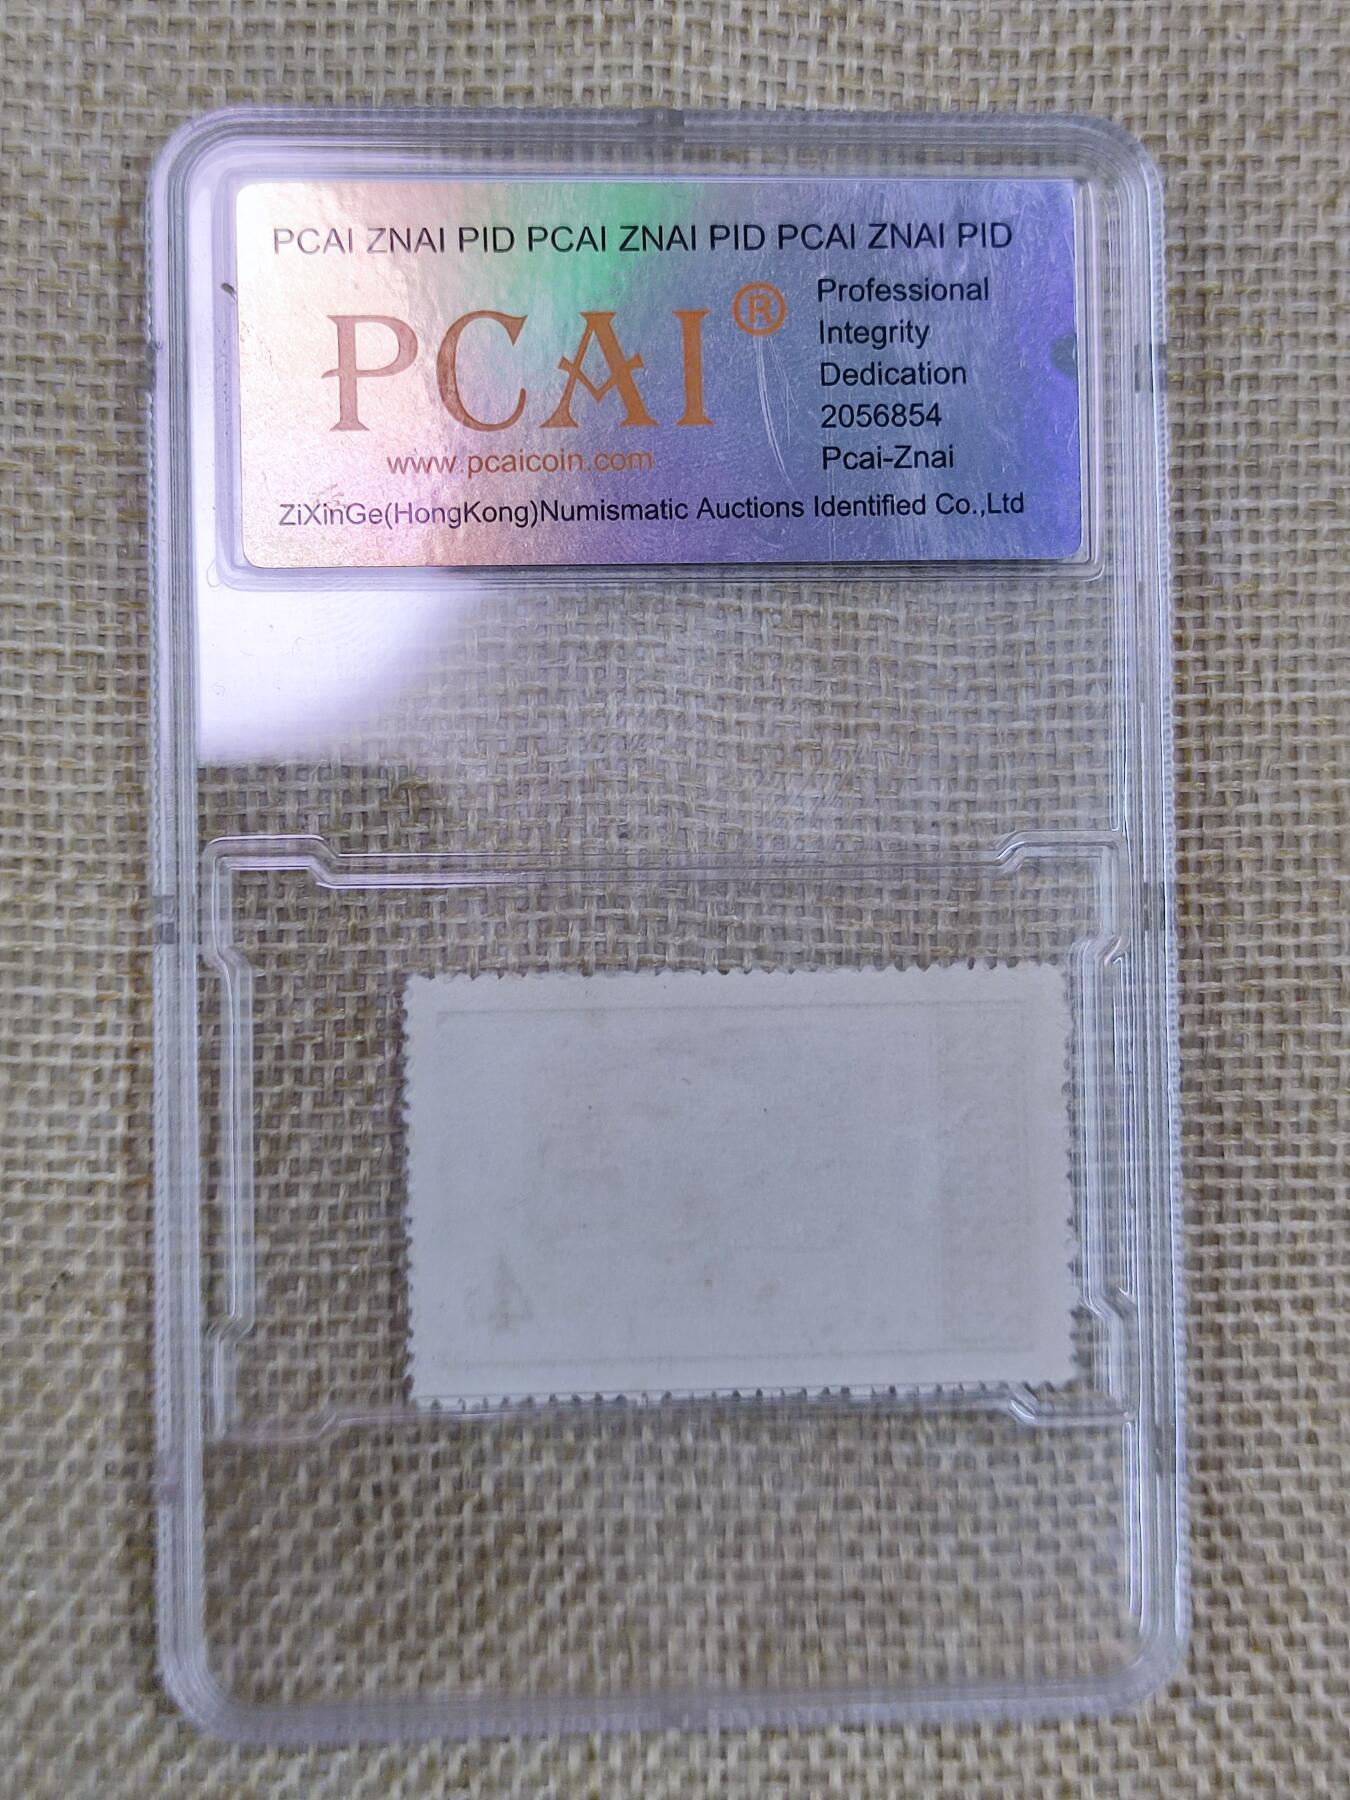 PCAI ZNAI PID PCAI ZNAI PID PCAI ZNAI PID
PCAI®
www.pcaicoin.com
Professional
Integrity
Dedication
2056854
Pcai-Znai
ZiXinGe(HongKong)Numismatic Auctions Identified Co.,Ltd